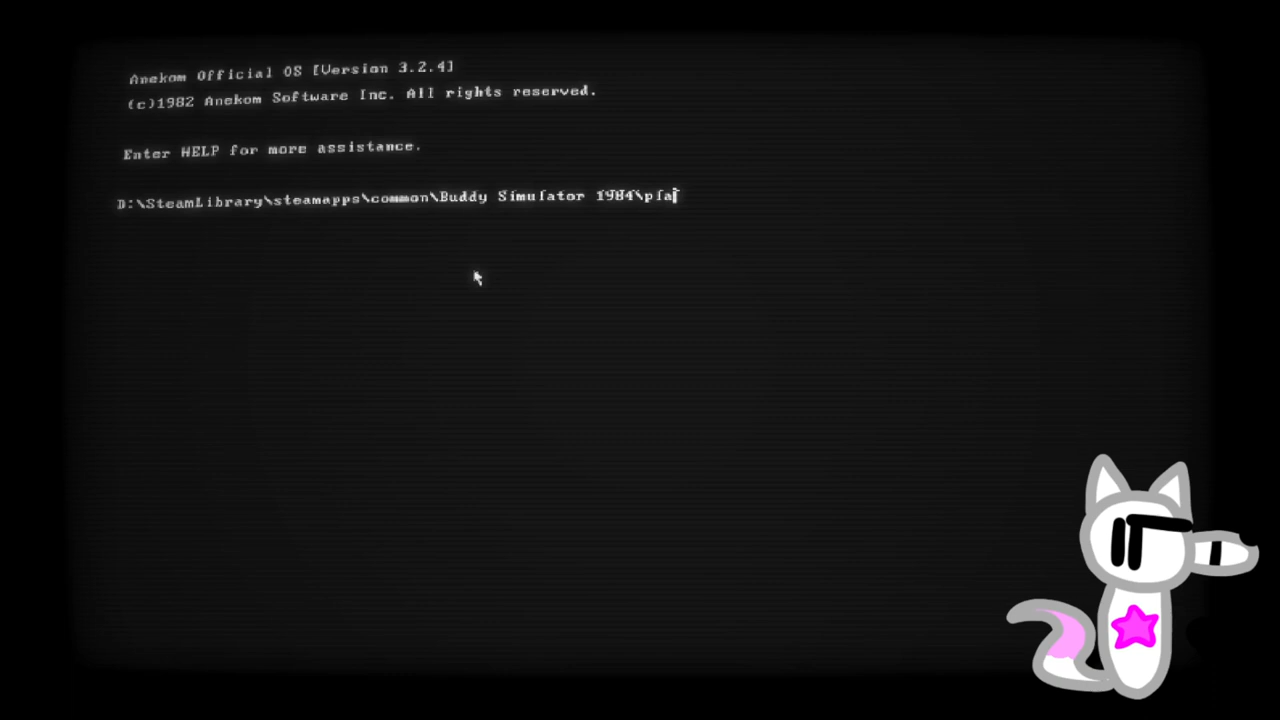 Anekom Official OS [Version 3.2.4]
(c)1982 Anekom Software Inc. All rights reserved.
Enter HELP for more assistance.
D:\SteamLibrary\steamapps\common\Buddy Simulator 1984\pla